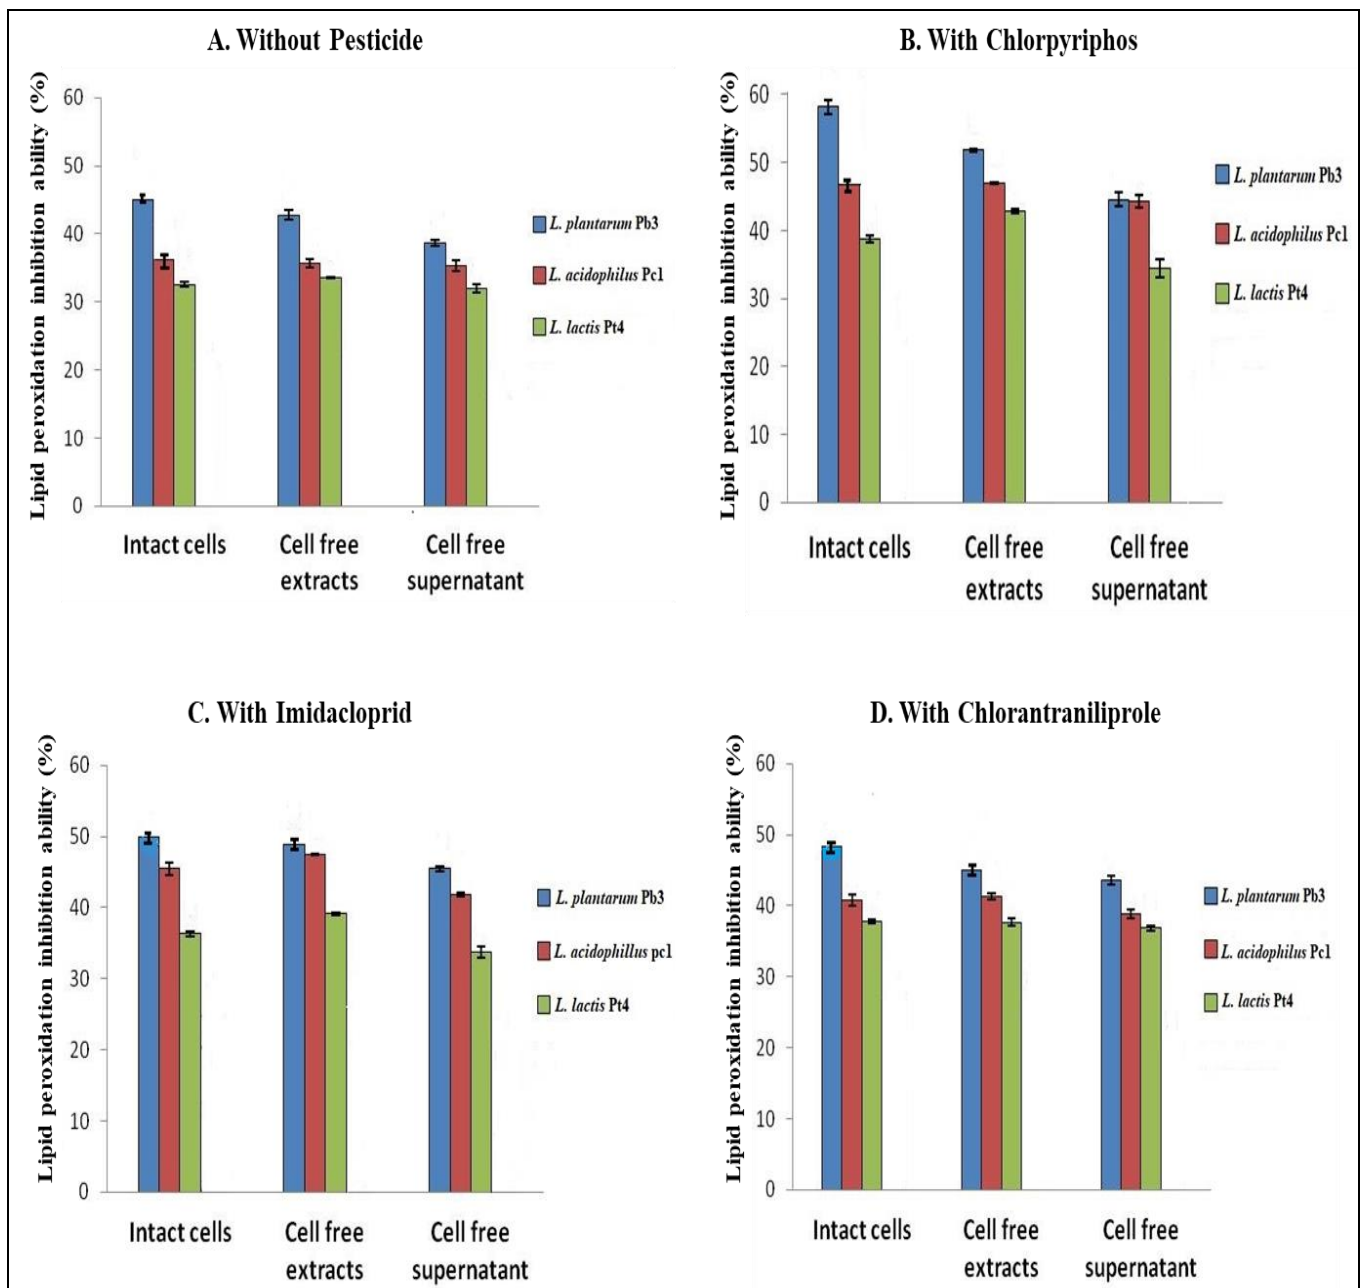 A. Without Pesticide
Lipid peroxidation inhibition ability (%)
60
50
40
30
20
10
0
Intact cells
Cell free
extracts
Cell free
supernatant
L. plantarum Pb3
L. acidophilus Pc1
L. lactis Pt4
B. With Chlorpyriphos
Lipid peroxidation inhibition ability (%)
60
50
40
30
20
10
0
Intact cells
Cell free
extracts
Cell free
supernatant
L. plantarum Pb3
L. acidophilus Pc1
L. lactis Pt4
C. With Imidacloprid
Lipid peroxidation inhibition ability (%)
60
50
40
30
20
10
0
Intact cells
Cell free
extracts
Cell free
supernatant
L. plantarum Pb3
L. acidophillus pc1
L. lactis Pt4
D. With Chlorantraniliprole
Lipid peroxidation inhibition ability (%)
60
50
40
30
20
10
0
Intact cells
Cell free
extracts
Cell free
supernatant
L. plantarum Pb3
L. acidophilus Pc1
L. lactis Pt4